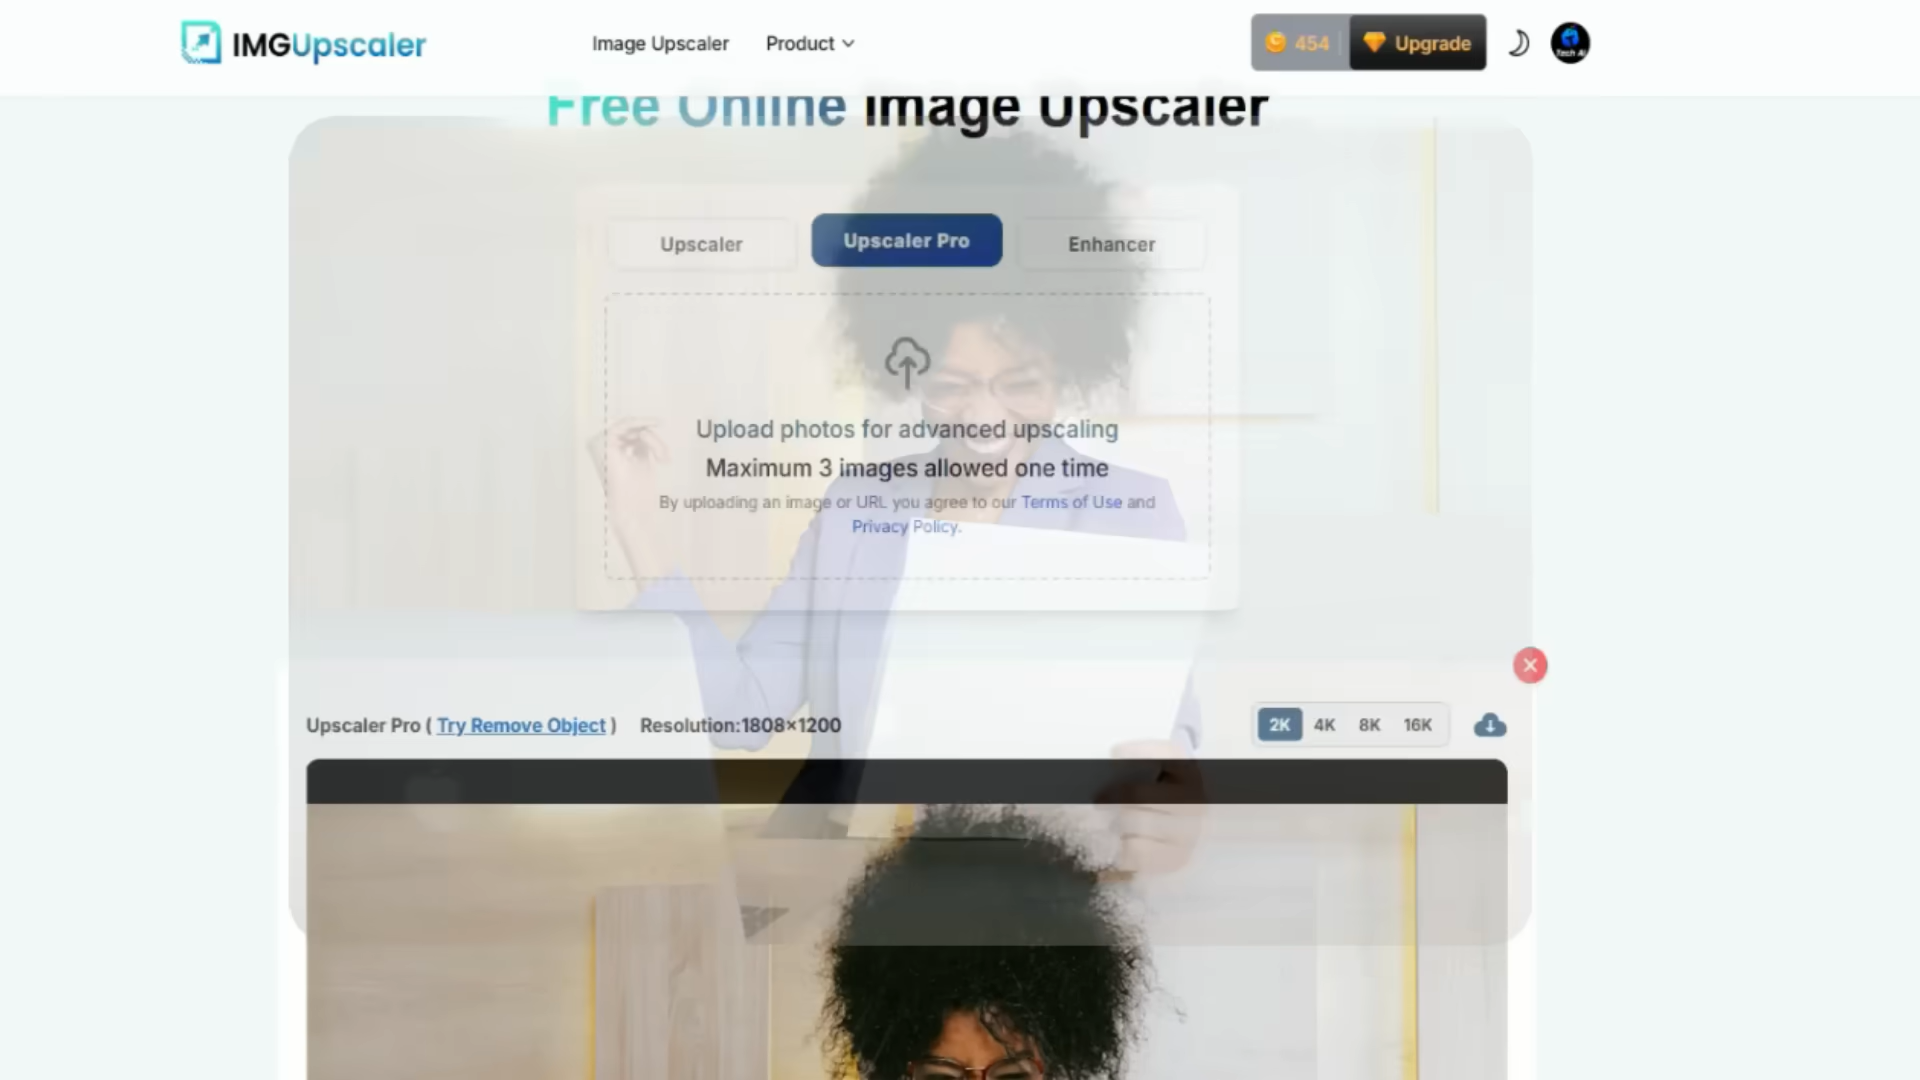 IMGUpscaler
Image Upscaler
Product
454
Upgrade
Tech AI
Free Online Image Upscaler
Upscaler
Upscaler Pro
Enhancer
Upload photos for advanced upscaling
Maximum 3 images allowed one time
By uploading an image or URL you agree to our Terms of Use and
Privacy Policy.
Upscaler Pro ( Try Remove Object )
Resolution:1808×1200
2K
4K
8K
16K